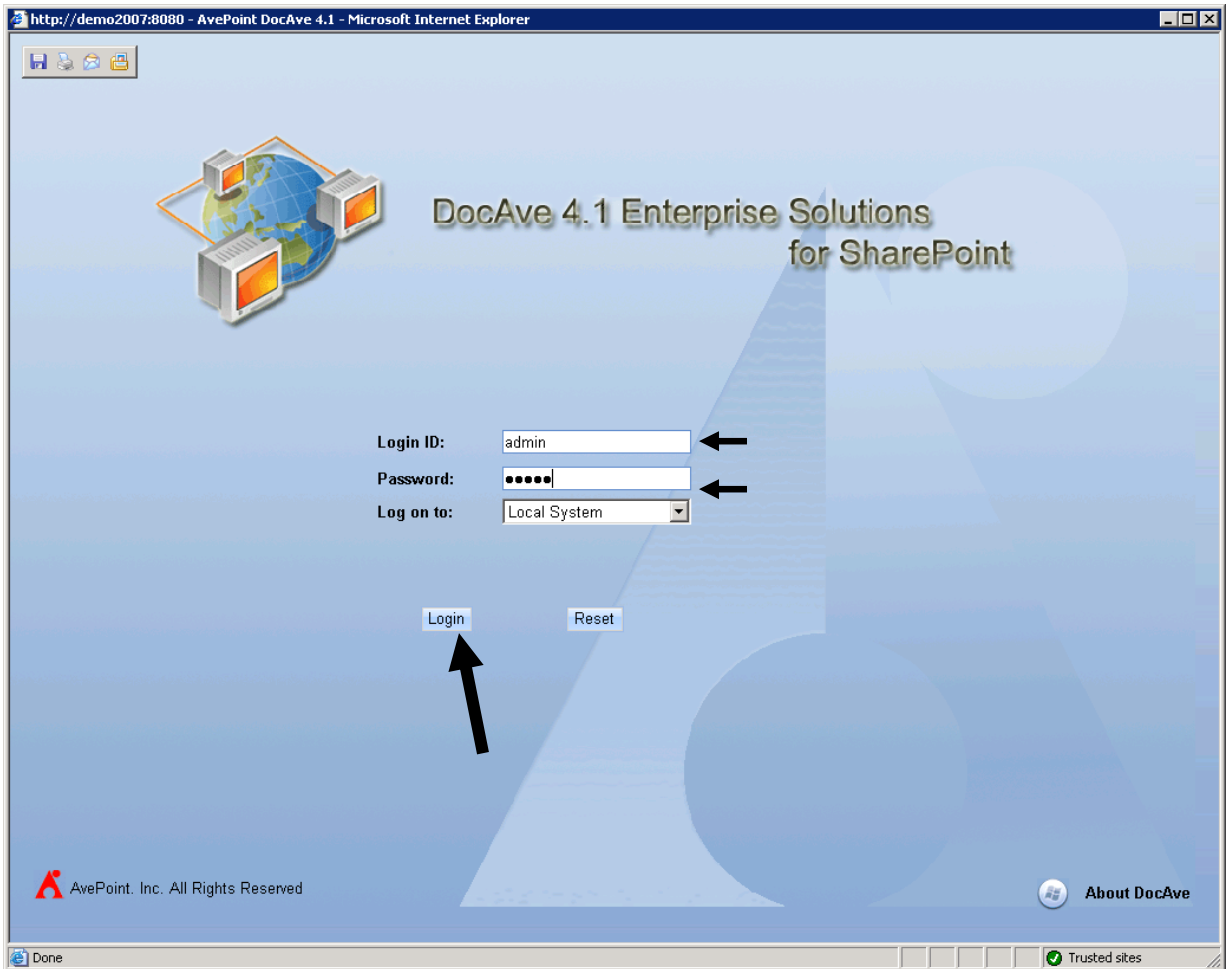 http://demo2007:8080 - AvePoint DocAve 4.1 - Microsoft Internet Explorer
DocAve 4.1 Enterprise Solutions
for SharePoint
Login ID: admin
Password: •••••
Log on to: Local System
Login Reset
AvePoint. Inc. All Rights Reserved
About DocAve
Done
Trusted sites